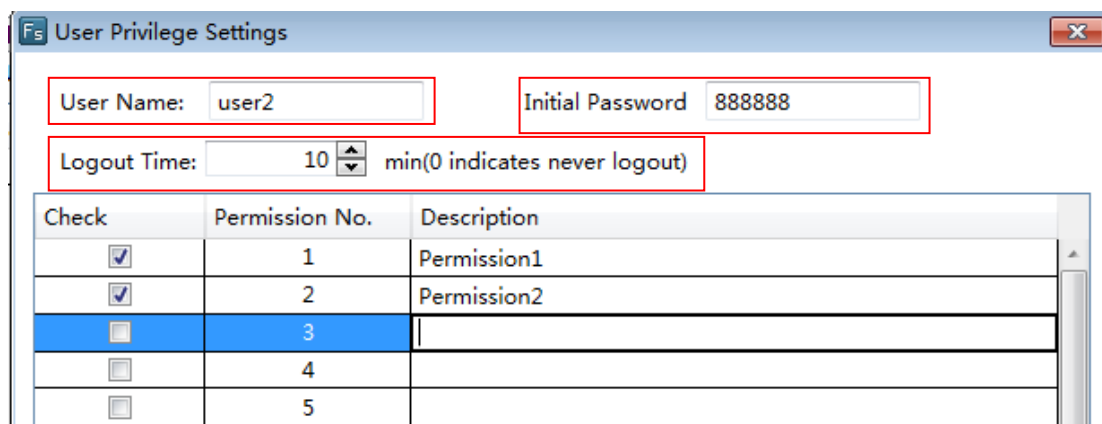 Fs User Privilege Settings
User Name: user2 Initial Password 888888
Logout Time: 10 min(0 indicates never logout)
Check Permission No. Description
1 Permission1
2 Permission2
3
4
5